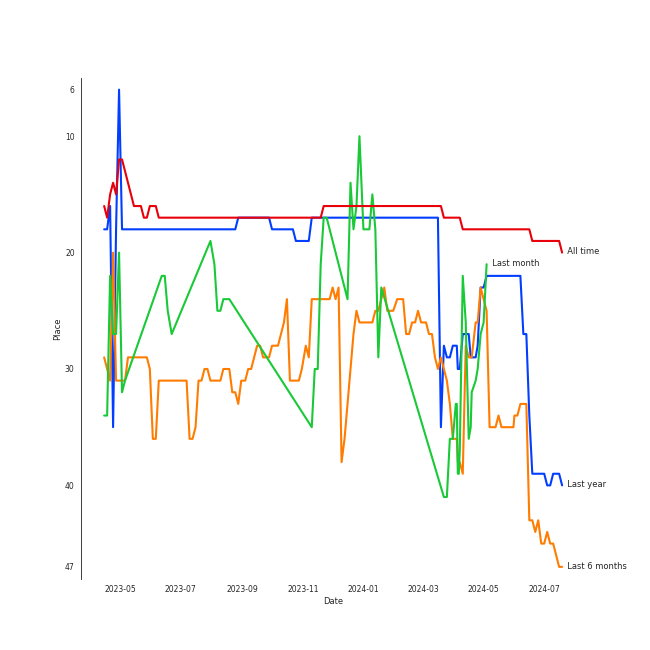 6
10
20
30
40
47
Place
All time
Last month
Last year
Last 6 months
2023-05 2023-07 2023-09 2023-11 2024-01 2024-03 2024-05 2024-07
Date